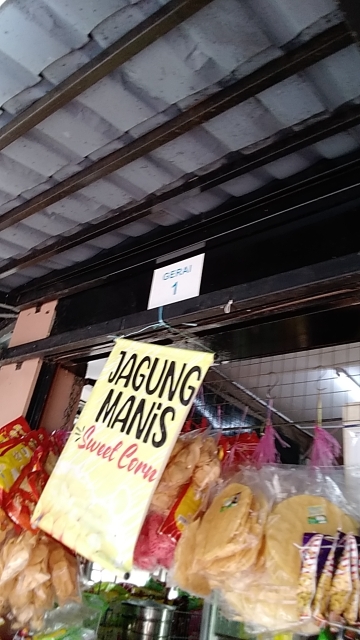 GERAI
1
JAGUNG
MANiS
Sweet Corn